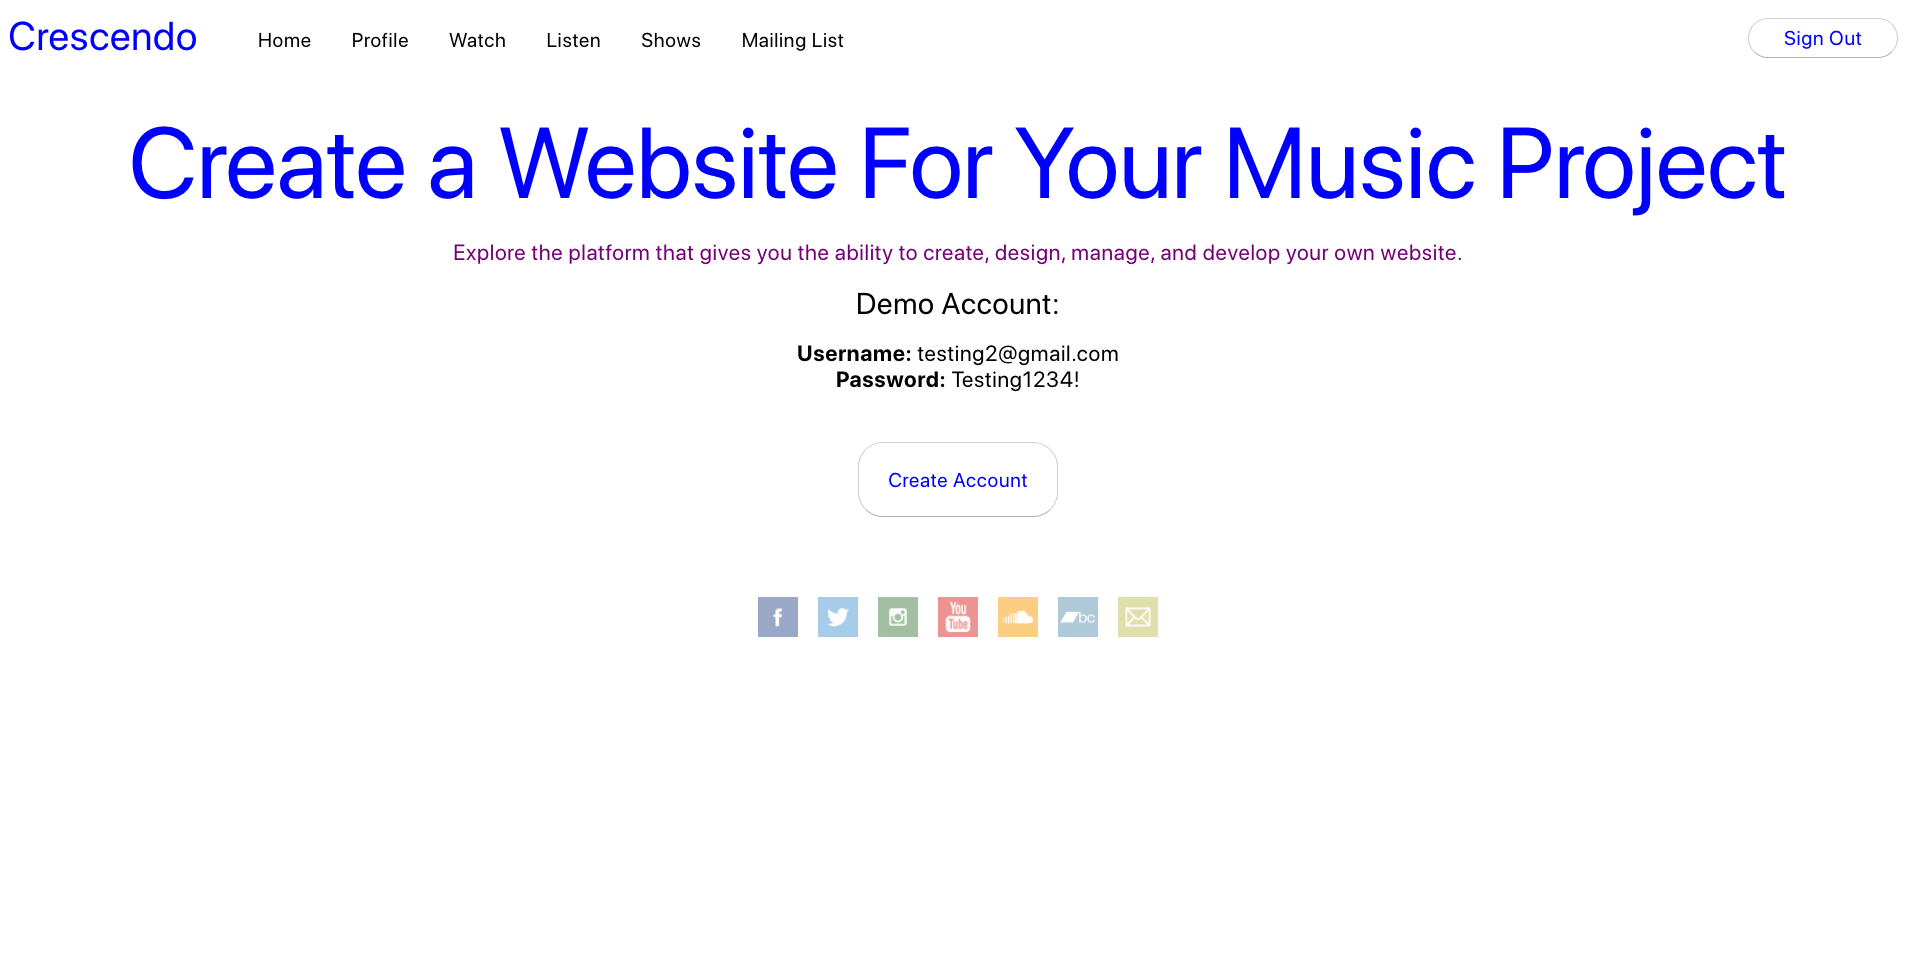 Crescendo
Home Profile Watch Listen Shows Mailing List
Sign Out
Create a Website For Your Music Project
Explore the platform that gives you the ability to create, design, manage, and develop your own website.
Demo Account:
Username: testing2@gmail.com
Password: Testing1234!
Create Account
f You Tube bc